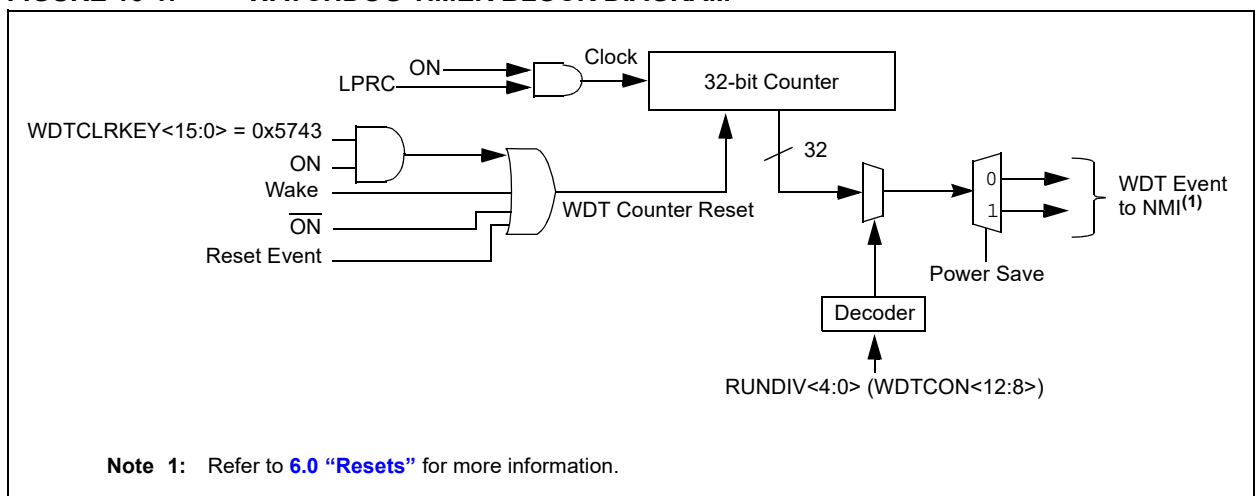 Clock
ON
LPRC
32-bit Counter
WDTCLRKEY<15:0> = 0x5743
ON
Wake
ON
Reset Event
WDT Counter Reset
32
0
1
WDT Event
to NMI(1)
Power Save
Decoder
RUNDIV<4:0> (WDTCON<12:8>)
Note 1: Refer to 6.0 “Resets” for more information.